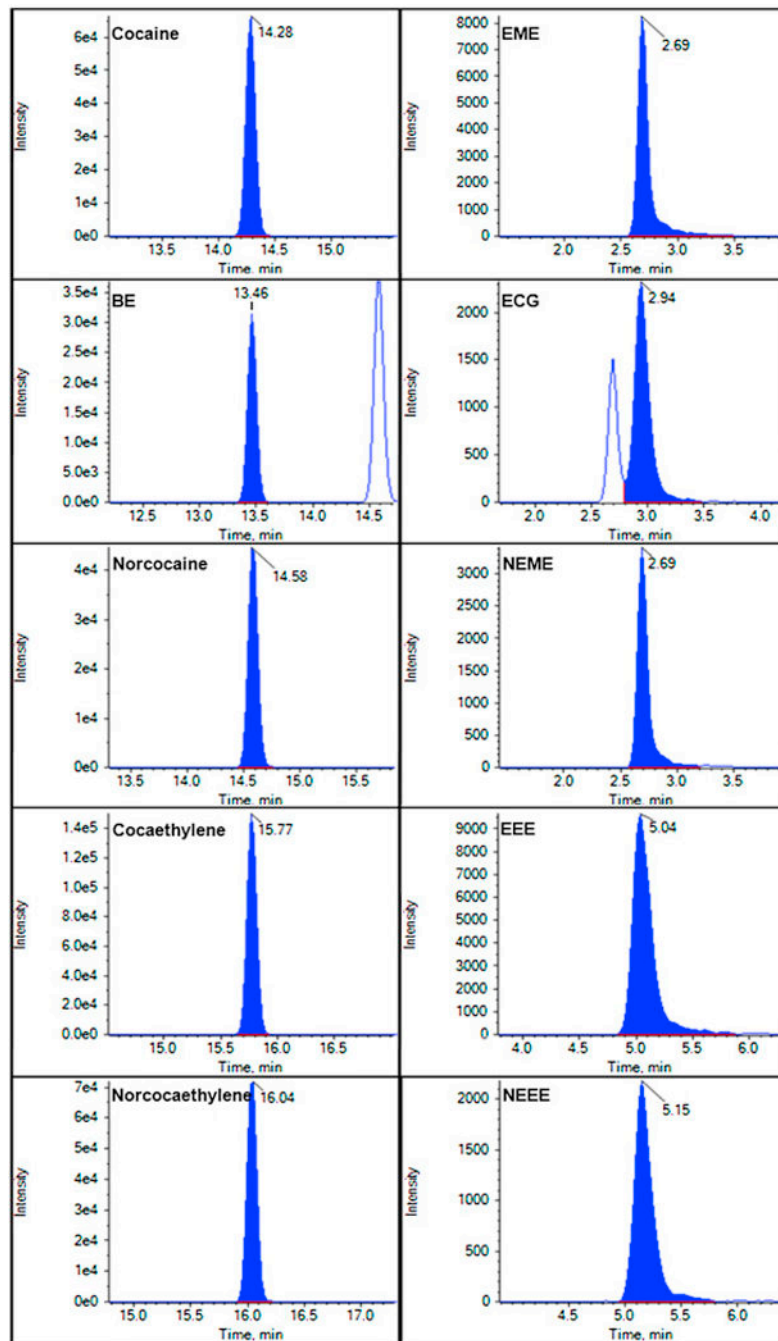 Cocaine
14.28
6e4
5e4
4e4
3e4
2e4
1e4
0e0
Intensity
13.5 14.0 14.5 15.0
Time, min
EME
2.69
8000
7000
6000
5000
4000
3000
2000
1000
0
Intensity
2.0 2.5 3.0 3.5
Time, min
BE
13.46
3.5e4
3.0e4
2.5e4
2.0e4
1.5e4
1.0e4
5.0e3
0.0e0
Intensity
12.5 13.0 13.5 14.0 14.5
Time, min
ECG
2.94
2000
1500
1000
500
0
Intensity
2.0 2.5 3.0 3.5 4.0
Time, min
Norcocaine
14.58
4e4
3e4
2e4
1e4
0e0
Intensity
13.5 14.0 14.5 15.0 15.5
Time, min
NEME
2.69
3000
2500
2000
1500
1000
500
0
Intensity
2.0 2.5 3.0 3.5
Time, min
Cocaethylene
15.77
1.4e5
1.2e5
1.0e5
8.0e4
6.0e4
4.0e4
2.0e4
0.0e0
Intensity
15.0 15.5 16.0 16.5
Time, min
EEE
5.04
9000
8000
7000
6000
5000
4000
3000
2000
1000
0
Intensity
4.0 4.5 5.0 5.5 6.0
Time, min
Norcocaethylene
16.04
7e4
6e4
5e4
4e4
3e4
2e4
1e4
0e0
Intensity
15.0 15.5 16.0 16.5 17.0
Time, min
NEEE
5.15
2000
1500
1000
500
0
Intensity
4.5 5.0 5.5 6.0
Time, min